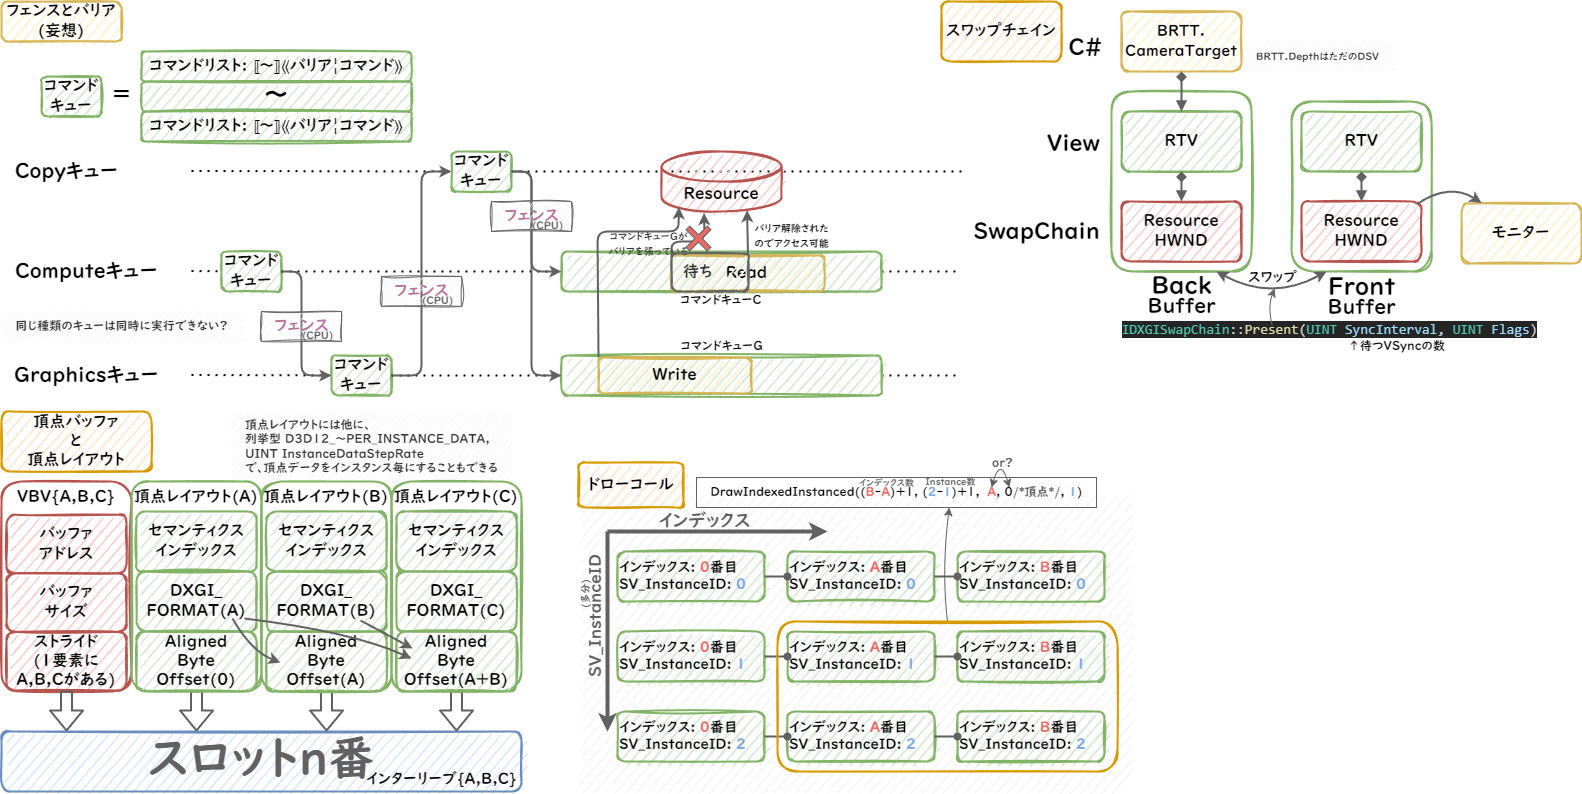 フェンスとバリア
(妄想)
コマンド
キュー
=
コマンドリスト: 〚～〛《バリア¦コマンド》
～
コマンドリスト: 〚～〛《バリア¦コマンド》
Copyキュー
コマンド
キュー
Resource
フェンス
(CPU)
コマンドキューGが
バリアを張っている
バリア解除された
のでアクセス可能
Computeキュー
コマンド
キュー
フェンス
(CPU)
待ち
Read
コマンドキューC
同じ種類のキューは同時に実行できない?
フェンス
(CPU)
コマンドキューG
Graphicsキュー
コマンド
キュー
Write
スワップチェイン
C#
BRTT.
CameraTarget
BRTT.DepthはただのDSV
View
RTV
RTV
SwapChain
Resource
HWND
Resource
HWND
モニター
Back
Buffer
スワップ
Front
Buffer
IDXGISwapChain::Present(UINT SyncInterval, UINT Flags)
↑待つVSyncの数
頂点バッファ
と
頂点レイアウト
頂点レイアウトには他に、
列挙型 D3D12_～PER_INSTANCE_DATA,
UINT InstanceDataStepRate
で、頂点データをインスタンス毎にすることもできる
VBV{A,B,C}
バッファ
アドレス
バッファ
サイズ
ストライド
(1要素に
A,B,Cがある)
頂点レイアウト(A)
セマンティクス
インデックス
DXGI_
FORMAT(A)
Aligned
Byte
Offset(0)
頂点レイアウト(B)
セマンティクス
インデックス
DXGI_
FORMAT(B)
Aligned
Byte
Offset(A)
頂点レイアウト(C)
セマンティクス
インデックス
DXGI_
FORMAT(C)
Aligned
Byte
Offset(A+B)
スロットn番
インターリーブ{A,B,C}
ドローコール
or?
インデックス数
Instance数
DrawIndexedInstanced((B-A)+1, (2-1)+1, A, 0/*頂点*/, 1)
インデックス
SV_InstanceID
(多分)
インデックス: 0番目
SV_InstanceID: 0
インデックス: A番目
SV_InstanceID: 0
インデックス: B番目
SV_InstanceID: 0
インデックス: 0番目
SV_InstanceID: 1
インデックス: A番目
SV_InstanceID: 1
インデックス: B番目
SV_InstanceID: 1
インデックス: 0番目
SV_InstanceID: 2
インデックス: A番目
SV_InstanceID: 2
インデックス: B番目
SV_InstanceID: 2